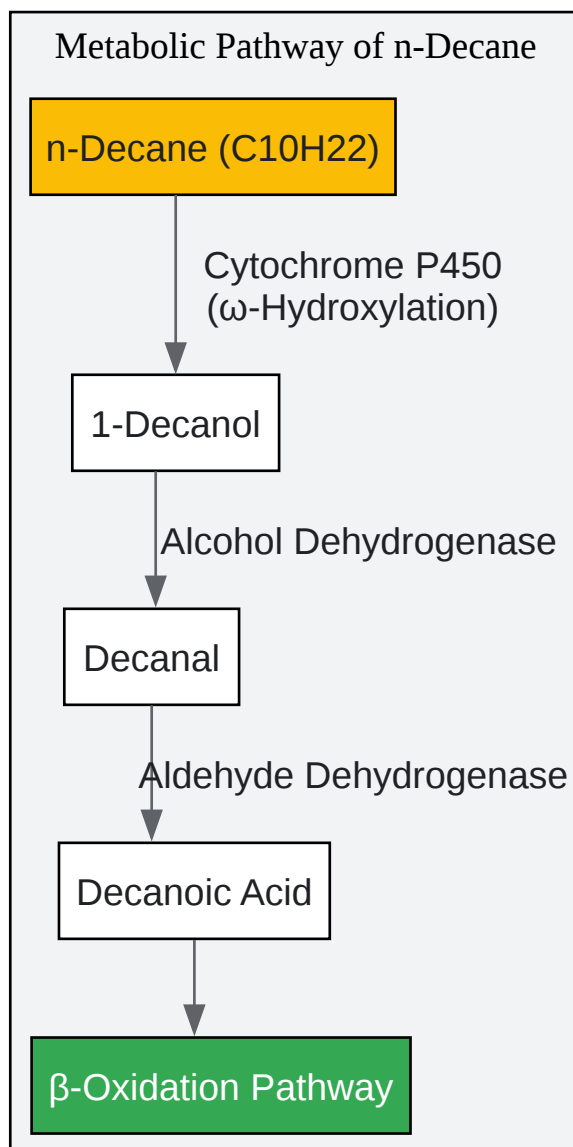 Metabolic Pathway of n-Decane
n-Decane (C10H22)
Cytochrome P450
(ω-Hydroxylation)
1-Decanol
Alcohol Dehydrogenase
Decanal
Aldehyde Dehydrogenase
Decanoic Acid
β-Oxidation Pathway